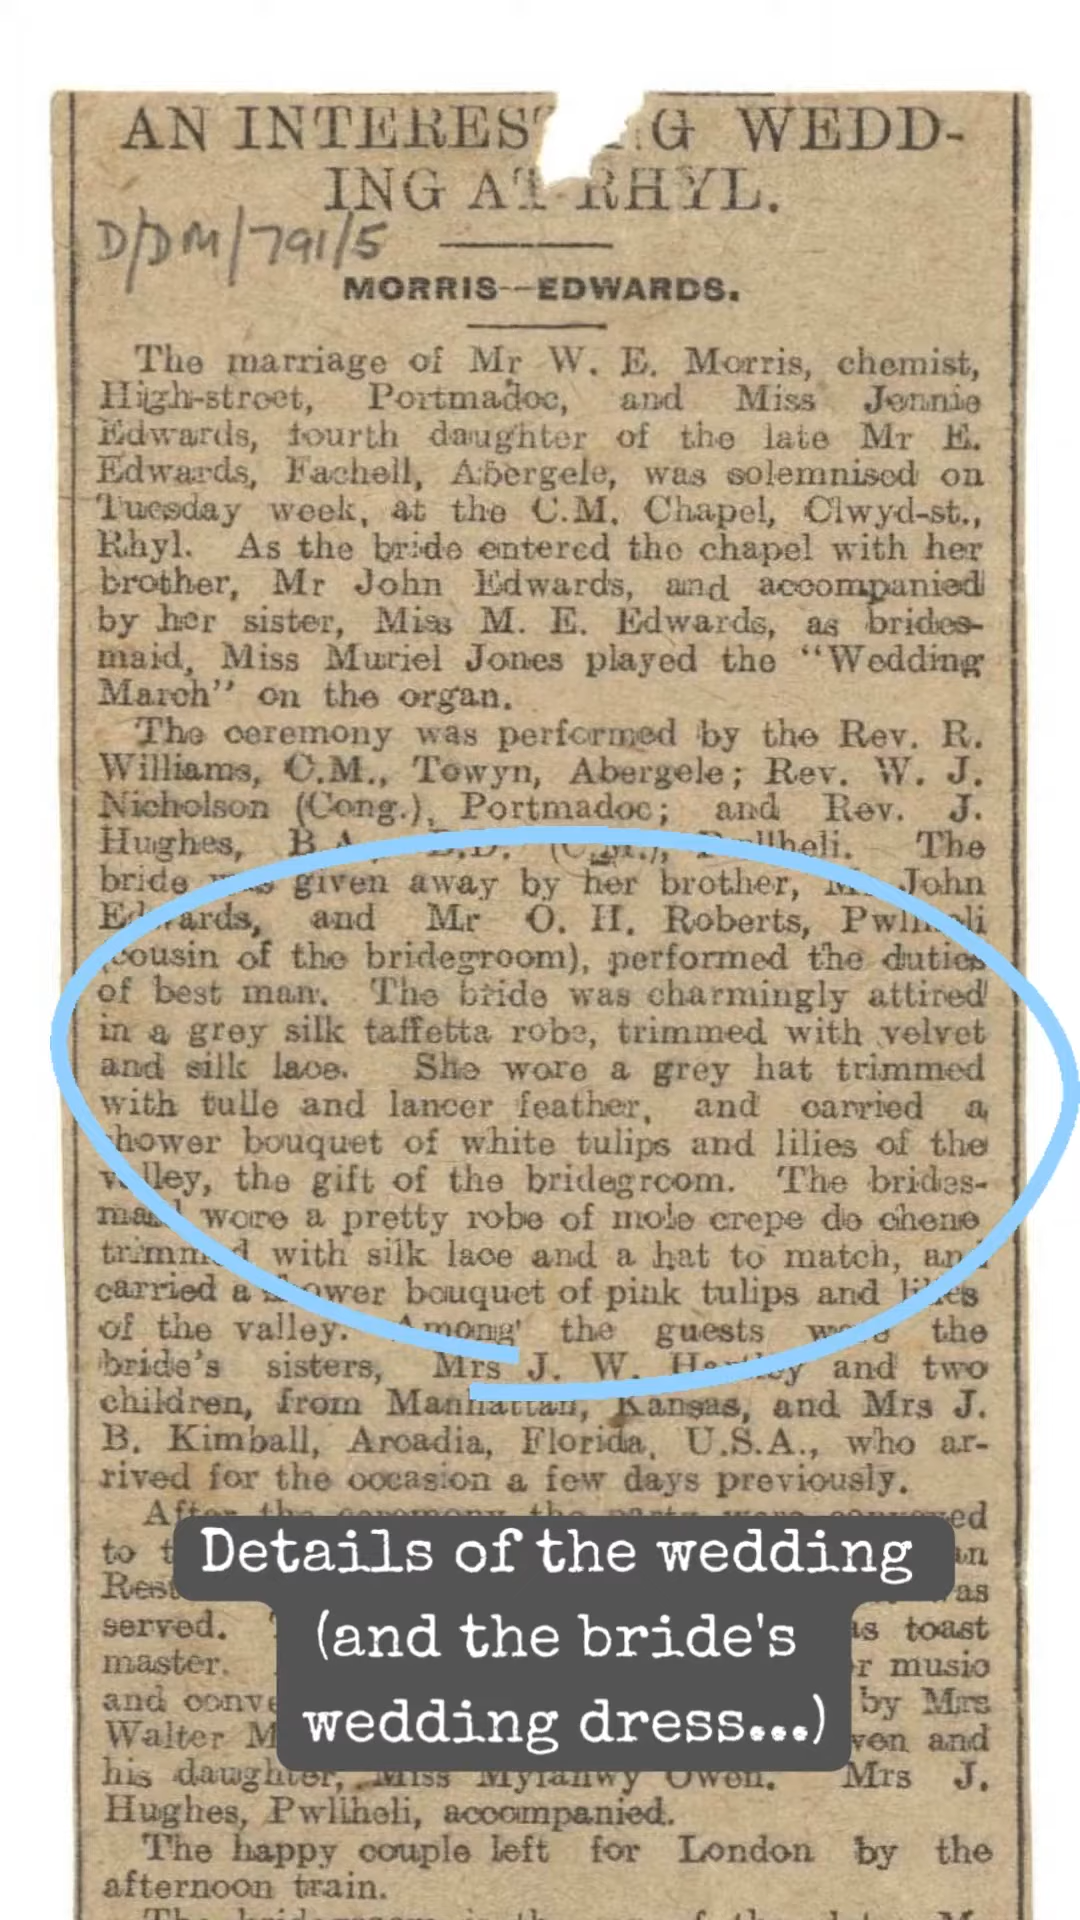 AN INTERES G WEDD-
ING AT RHYL.
D/DM/791/5
MORRIS--EDWARDS.
The marriage of Mr W. E. Morris, chemist,
High-street, Portmadoc, and Miss Jennie
Edwards, fourth daughter of the late Mr E.
Edwards, Fachell, Abergele, was solemnised on
Tuesday week, at the C.M. Chapel, Clwyd-st.,
Rhyl. As the bride entered the chapel with her
brother, Mr John Edwards, and accompanied
by her sister, Miss M. E. Edwards, as brides-
maid, Miss Muriel Jones played the "Wedding
March" on the organ.
The ceremony was performed by the Rev. R.
Williams, C.M., Towyn, Abergele; Rev. W. J.
Nicholson (Cong.), Portmadoc; and Rev. J.
Hughes, B.A., B.D. (C.M.), Pwllheli. The
bride was given away by her brother, Mr John
Edwards, and Mr O. H. Roberts, Pwllheli
(cousin of the bridegroom), performed the duties
of best man. The bride was charmingly attired
in a grey silk taffetta robe, trimmed with velvet
and silk lace. She wore a grey hat trimmed
with tulle and lancer feather, and carried a
shower bouquet of white tulips and lilies of the
valley, the gift of the bridegroom. The brides-
maid wore a pretty robe of mole crepe de chene
trimmed with silk lace and a hat to match, and
carried a shower bouquet of pink tulips and lilies
of the valley. Among the guests were the
bride's sisters, Mrs J. W. Hartley and two
children, from Manhattan, Kansas, and Mrs J.
B. Kimball, Arcadia, Florida, U.S.A., who ar-
rived for the occasion a few days previously.
After the ceremony the party were conveyed
to
served. as toast
master. music
and by Mrs
Walter and
his daughter, Miss Myfanwy Owen. Mrs J.
Hughes, Pwllheli, accompanied.
The happy couple left for London by the
afternoon train.
Details of the wedding
(and the bride's
wedding dress...)